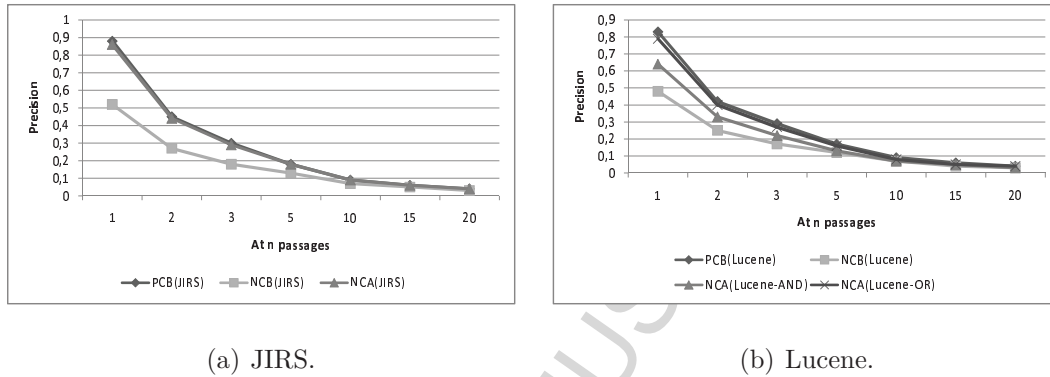 1
0,9
0,8
0,7
0,6
0,5
0,4
0,3
0,2
0,1
0
Precision
1 2 3 5 10 15 20
At n passages
PCB(JIRS) NCB(JIRS) NCA(JIRS)
(a) JIRS.
0,9
0,8
0,7
0,6
0,5
0,4
0,3
0,2
0,1
0
Precision
1 2 3 5 10 15 20
At n passages
PCB(Lucene) NCB(Lucene)
NCA(Lucene-AND) NCA(Lucene-OR)
(b) Lucene.